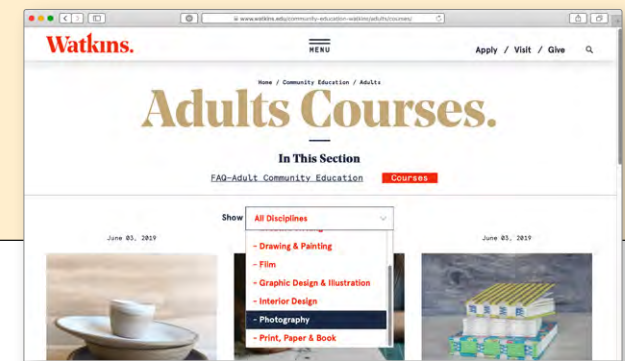 www.watkins.edu/community-education-watkins/adults/courses/
Watkins.
MENU
Apply / Visit / Give
Home / Community Education / Adults
Adults Courses.
In This Section
FAQ–Adult Community Education
Courses
Show All Disciplines
June 03, 2019
– Drawing & Painting
– Film
– Graphic Design & Illustration
– Interior Design
– Photography
– Print, Paper & Book
June 03, 2019